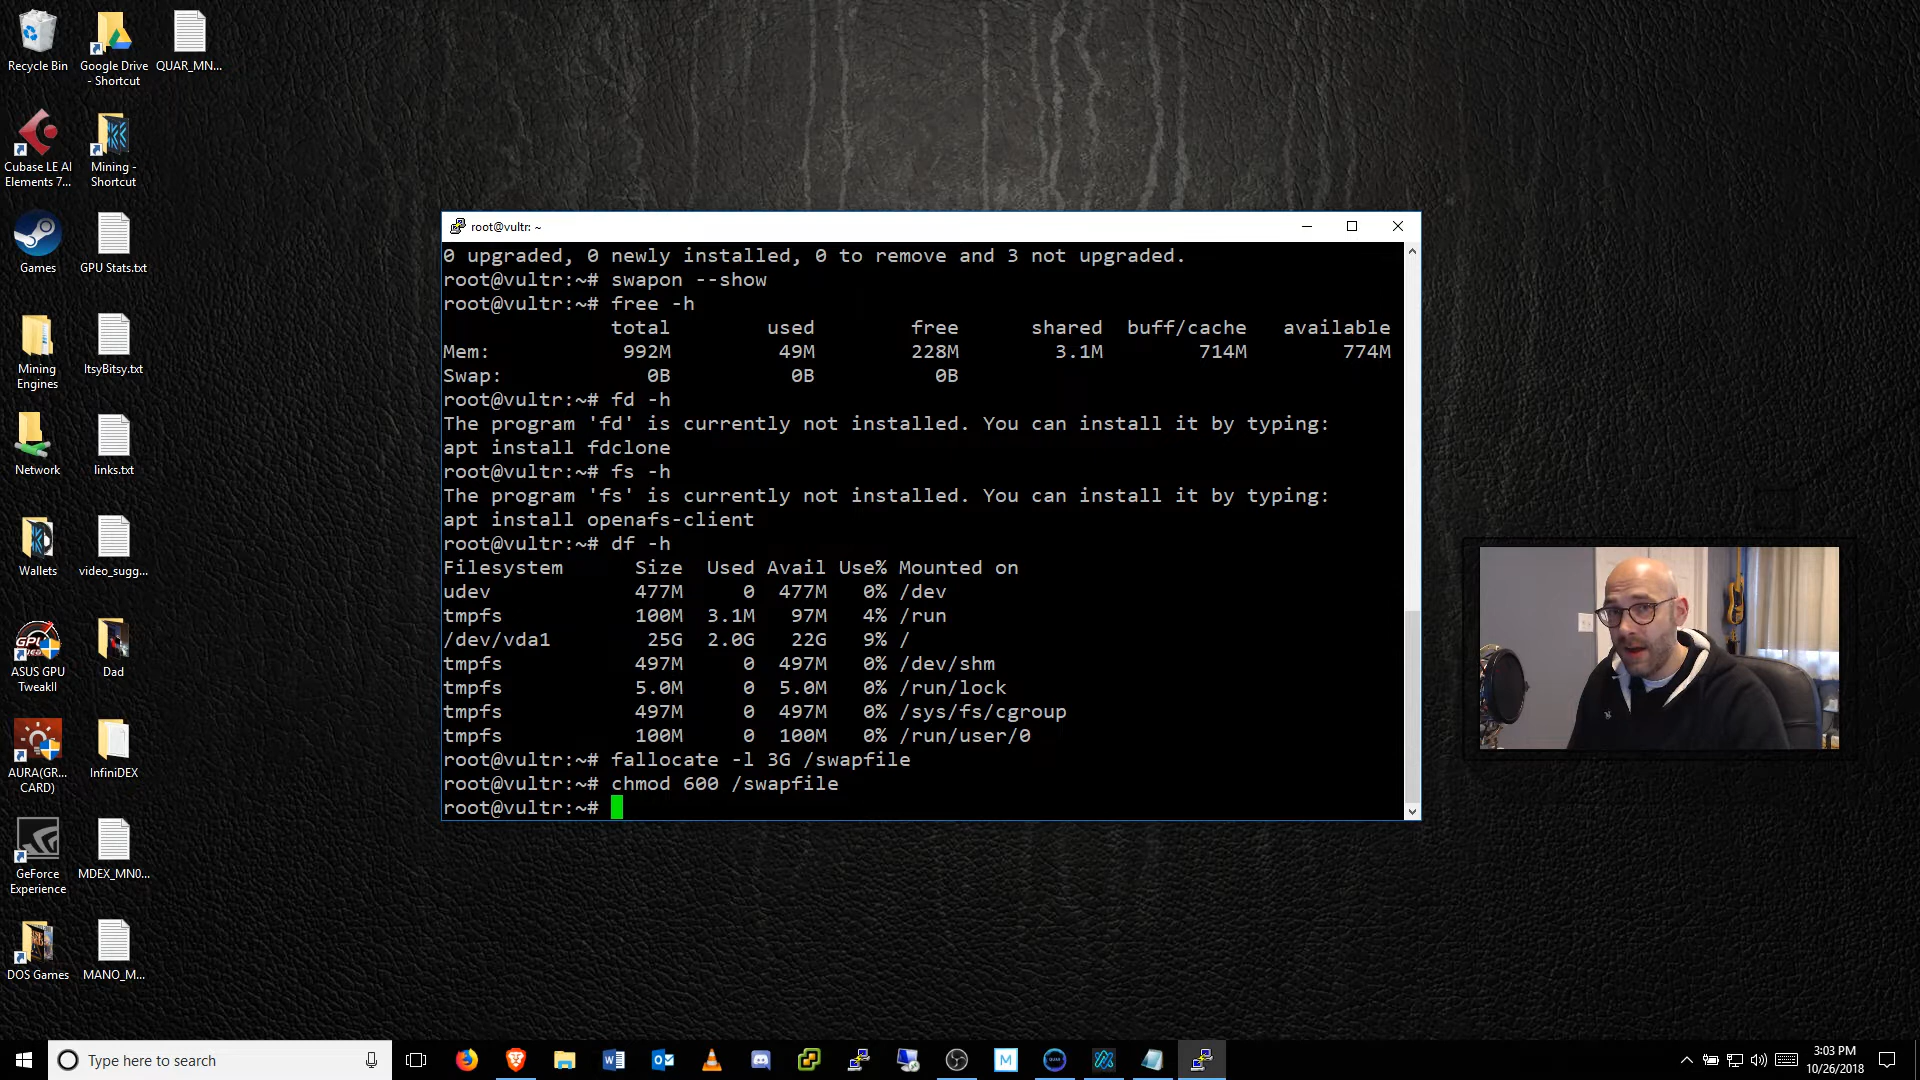 Recycle Bin
Google Drive - Shortcut
QUAR_MN...
Cubase LE AI Elements 7...
Mining - Shortcut
Games
GPU Stats.txt
Mining Engines
ItsyBitsy.txt
Network
links.txt
Wallets
video_sugg...
ASUS GPU TweakII
Dad
AURA(GR... CARD)
InfiniDEX
GeForce Experience
MDEX_MN0...
DOS Games
MANO_M...
root@vultr: ~
0 upgraded, 0 newly installed, 0 to remove and 3 not upgraded.
root@vultr:~# swapon --show
root@vultr:~# free -h
total used free shared buff/cache available
Mem: 992M 49M 228M 3.1M 714M 774M
Swap: 0B 0B 0B
root@vultr:~# fd -h
The program 'fd' is currently not installed. You can install it by typing:
apt install fdclone
root@vultr:~# fs -h
The program 'fs' is currently not installed. You can install it by typing:
apt install openafs-client
root@vultr:~# df -h
Filesystem Size Used Avail Use% Mounted on
udev 477M 0 477M 0% /dev
tmpfs 100M 3.1M 97M 4% /run
/dev/vda1 25G 2.0G 22G 9% /
tmpfs 497M 0 497M 0% /dev/shm
tmpfs 5.0M 0 5.0M 0% /run/lock
tmpfs 497M 0 497M 0% /sys/fs/cgroup
tmpfs 100M 0 100M 0% /run/user/0
root@vultr:~# fallocate -l 3G /swapfile
root@vultr:~# chmod 600 /swapfile
root@vultr:~#
Type here to search
3:03 PM
10/26/2018